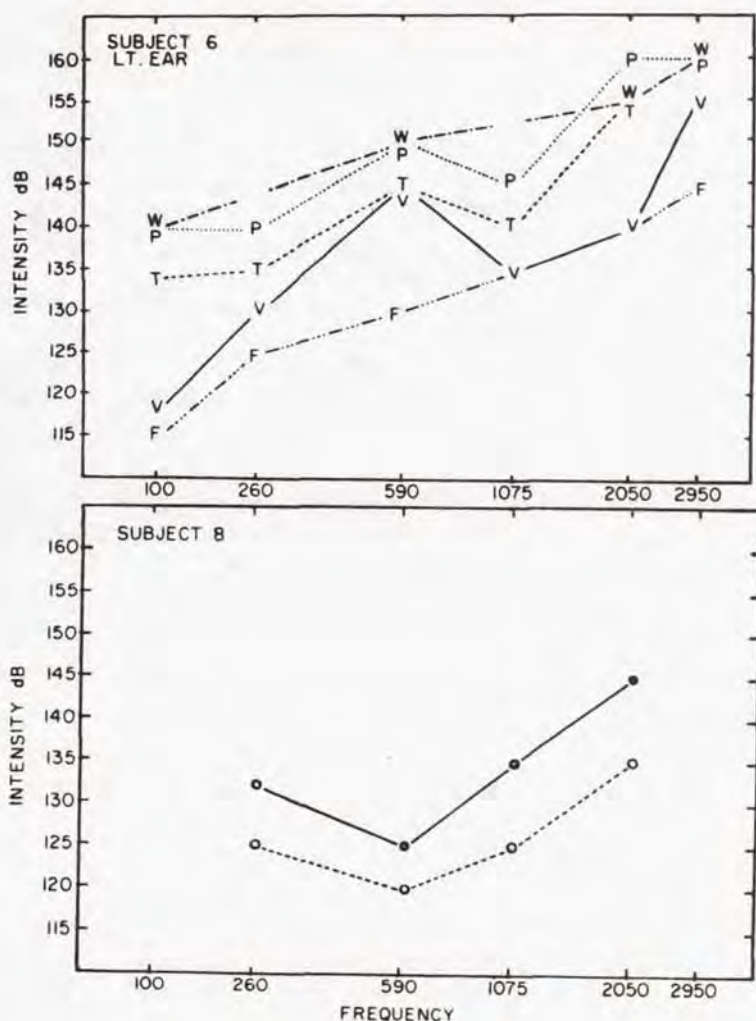 SUBJECT 6
LT. EAR
INTENSITY dB
160
155
150
145
140
135
130
125
120
115
W
P
T
V
F
P
T
V
F
W
P
T
V
F
P
T
V
P
W
T
V
W
P
V
F
100 260 590 1075 2050 2950
SUBJECT 8
INTENSITY dB
160
155
150
145
140
135
130
125
120
115
100 260 590 1075 2050 2950
FREQUENCY